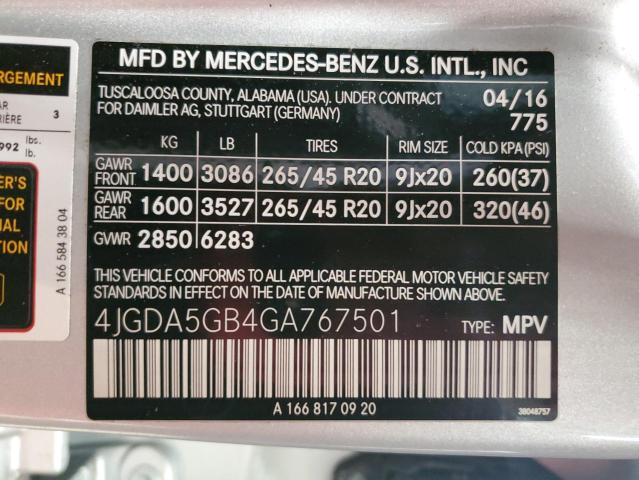 MFD BY MERCEDES-BENZ U.S. INTL., INC
TUSCALOOSA COUNTY, ALABAMA (USA). UNDER CONTRACT 04/16
FOR DAIMLER AG, STUTTGART (GERMANY) 775
KG LB TIRES RIM SIZE COLD KPA (PSI)
GAWR FRONT 1400 3086 265/45 R20 9Jx20 260(37)
GAWR REAR 1600 3527 265/45 R20 9Jx20 320(46)
GVWR 2850 6283
THIS VEHICLE CONFORMS TO ALL APPLICABLE FEDERAL MOTOR VEHICLE SAFETY
STANDARDS IN EFFECT ON THE DATE OF MANUFACTURE SHOWN ABOVE.
4JGDA5GB4GA767501 TYPE: MPV
A 166 817 09 20
38048757
3
992 lbs.
lb.
A 166 584 38 04
FOR